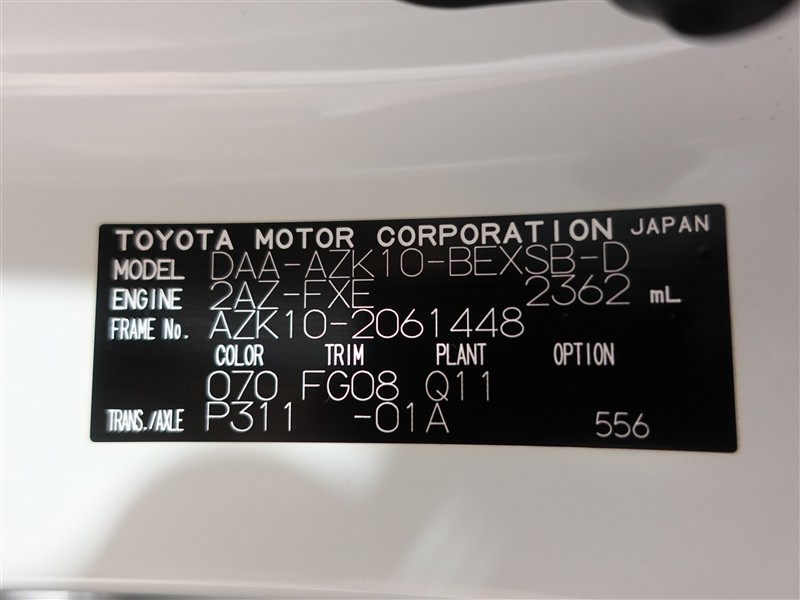 TOYOTA MOTOR CORPORATION JAPAN
MODEL DAA-AZK10-BEXSB-D
ENGINE 2AZ-FXE 2362 mL
FRAME No. AZK10-2061448
COLOR TRIM PLANT OPTION
070 FG08 Q11
TRANS./AXLE P311 -01A 556